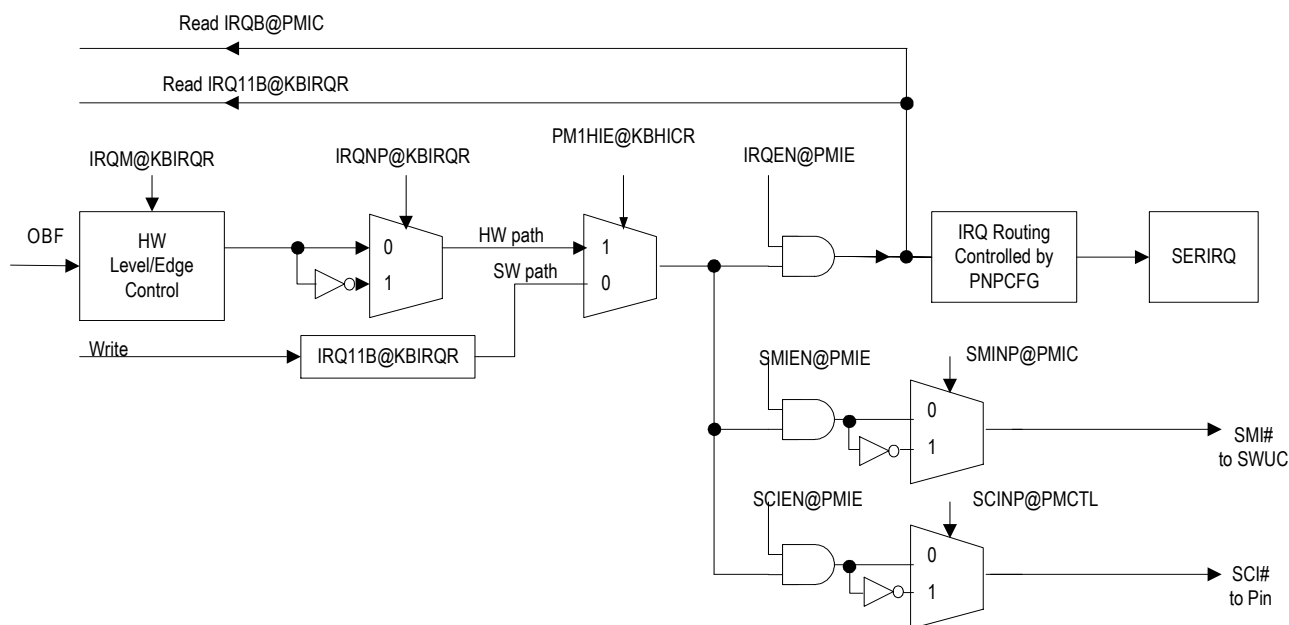 Read IRQB@PMIC
Read IRQ11B@KBIRQR
PM1HIE@KBHICR
IRQM@KBIRQR
IRQNP@KBIRQR
IRQEN@PMIE
OBF
HW
Level/Edge
Control
0
1
HW path
SW path
1
0
IRQ Routing
Controlled by
PNPCFG
SERIRQ
Write
IRQ11B@KBIRQR
SMIEN@PMIE
SMINP@PMIC
0
1
SMI#
to SWUC
SCIEN@PMIE
SCINP@PMCTL
0
1
SCI#
to Pin